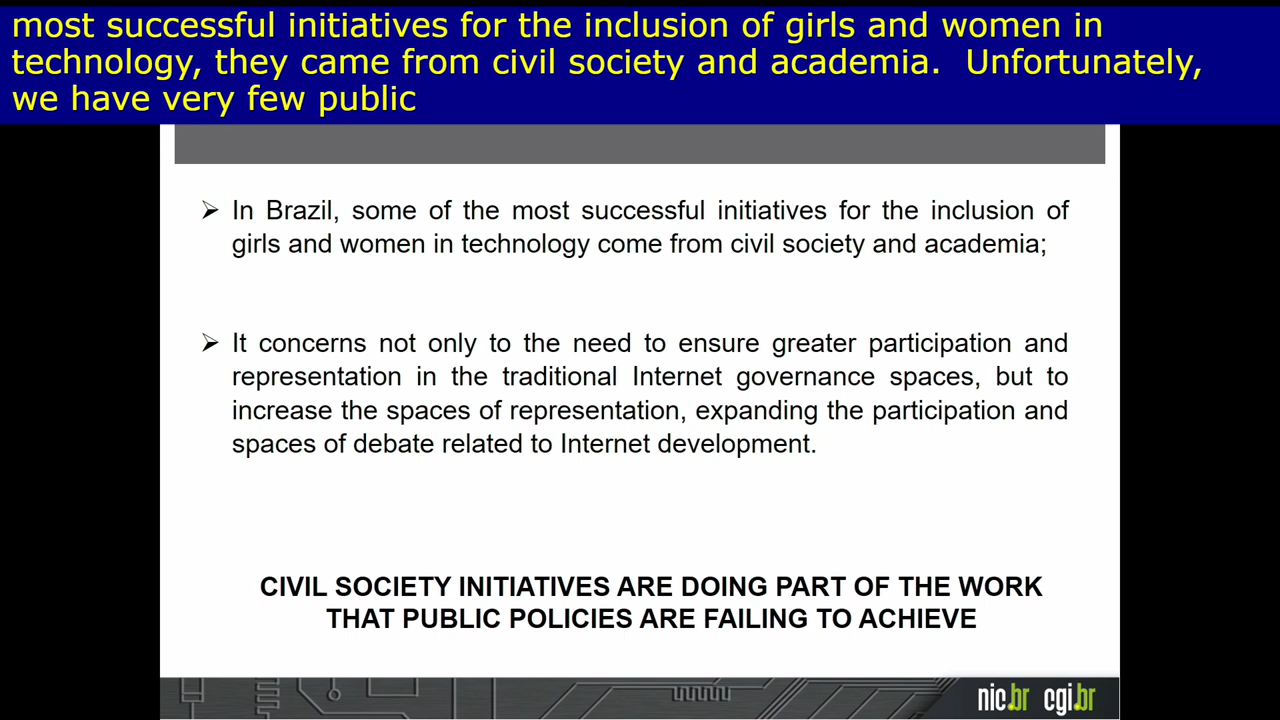 most successful initiatives for the inclusion of girls and women in
technology, they came from civil society and academia.  Unfortunately,
we have very few public
In Brazil, some of the most successful initiatives for the inclusion of
girls and women in technology come from civil society and academia;
It concerns not only to the need to ensure greater participation and
representation in the traditional Internet governance spaces, but to
increase the spaces of representation, expanding the participation and
spaces of debate related to Internet development.
CIVIL SOCIETY INITIATIVES ARE DOING PART OF THE WORK
THAT PUBLIC POLICIES ARE FAILING TO ACHIEVE
nic.br cgi.br